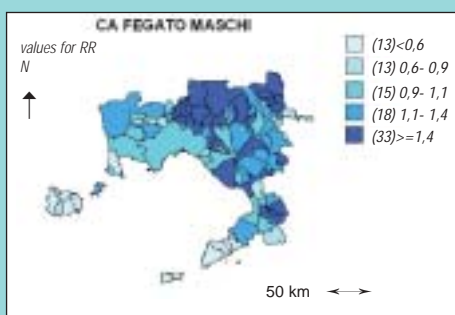 CA FEGATO MASCHI
values for RR
N
(13)<0,6
(13) 0,6- 0,9
(15) 0,9- 1,1
(18) 1,1- 1,4
(33)>=1,4
50 km